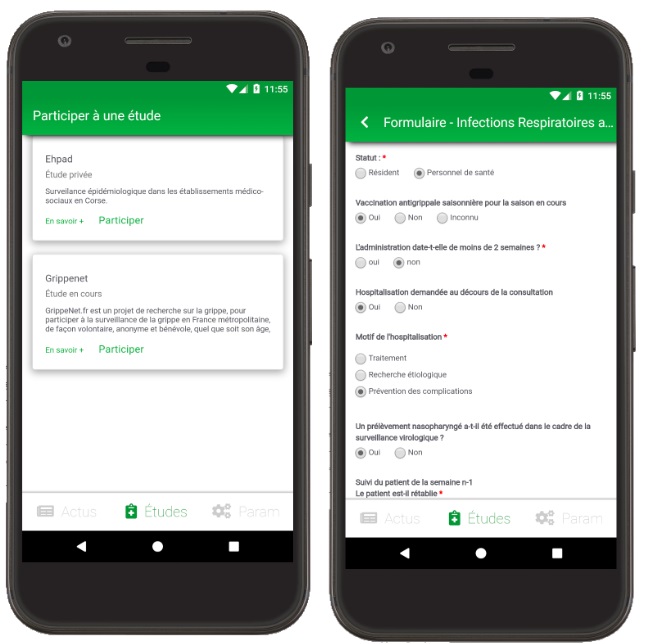 11:55
Participer à une étude
Ehpad
Étude privée
Surveillance épidémiologique dans les établissements médico-
sociaux en Corse.
En savoir + Participer
Grippenet
Étude en cours
GrippeNet.fr est un projet de recherche sur la grippe, pour
participer à la surveillance de la grippe en France métropolitaine,
de façon volontaire, anonyme et bénévole, quel que soit son âge,
En savoir + Participer
Actus Études Param
11:55
Formulaire - Infections Respiratoires a...
Statut : *
Résident Personnel de santé
Vaccination antigrippale saisonnière pour la saison en cours
Oui Non Inconnu
L'administration date-t-elle de moins de 2 semaines ? *
oui non
Hospitalisation demandée au décours de la consultation
Oui Non
Motif de l'hospitalisation *
Traitement
Recherche étiologique
Prévention des complications
Un prélèvement nasopharyngé a-t-il été effectué dans le cadre de la
surveillance virologique ?
Oui Non
Suivi du patient de la semaine n-1
Le patient est-il rétablie *
Actus Études Param